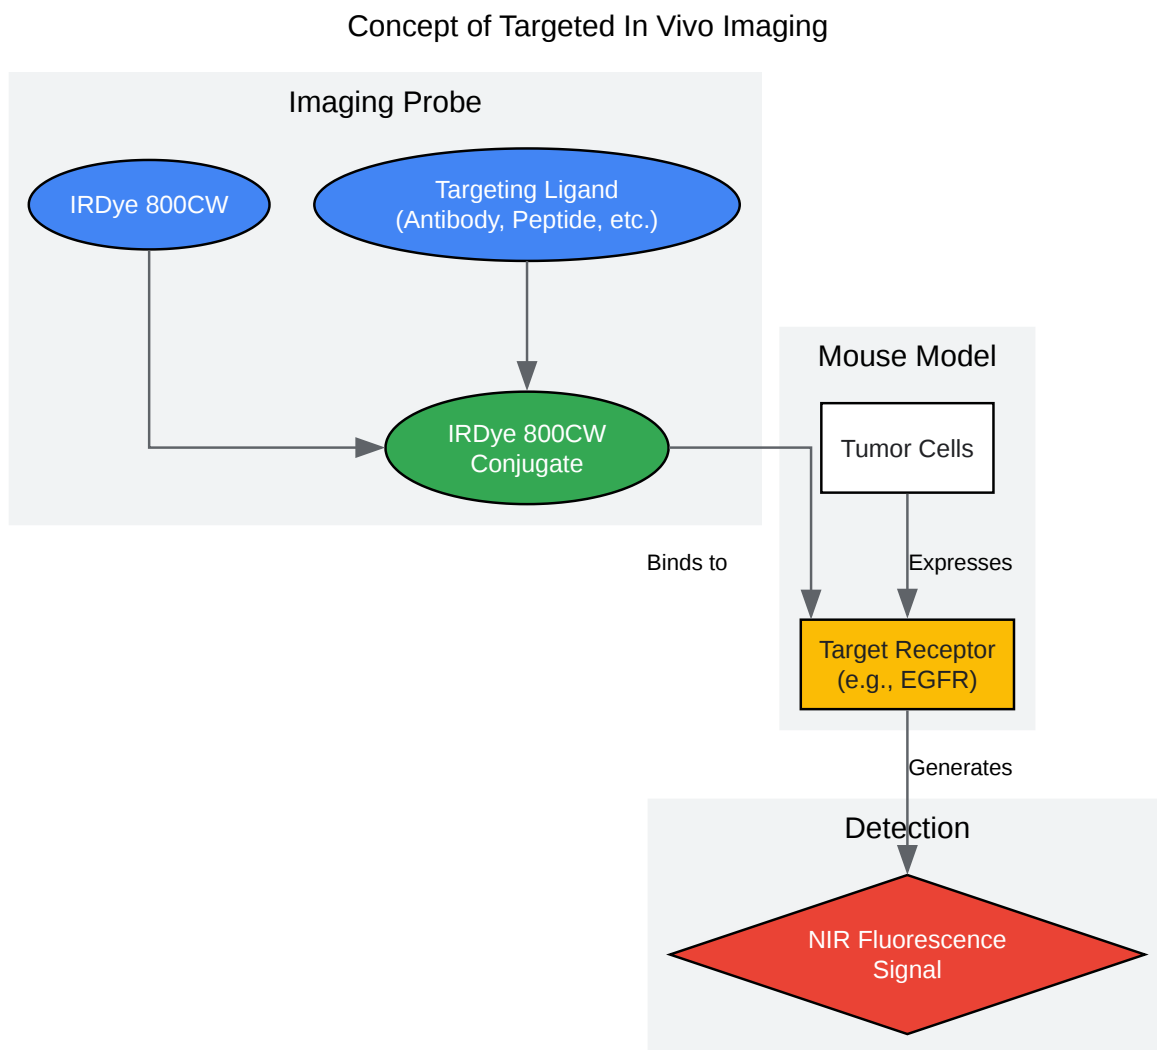 Concept of Targeted In Vivo Imaging
Imaging Probe
IRDye 800CW
Targeting Ligand
(Antibody, Peptide, etc.)
IRDye 800CW
Conjugate
Mouse Model
Tumor Cells
Binds to
Expresses
Target Receptor
(e.g., EGFR)
Generates
Detection
NIR Fluorescence
Signal